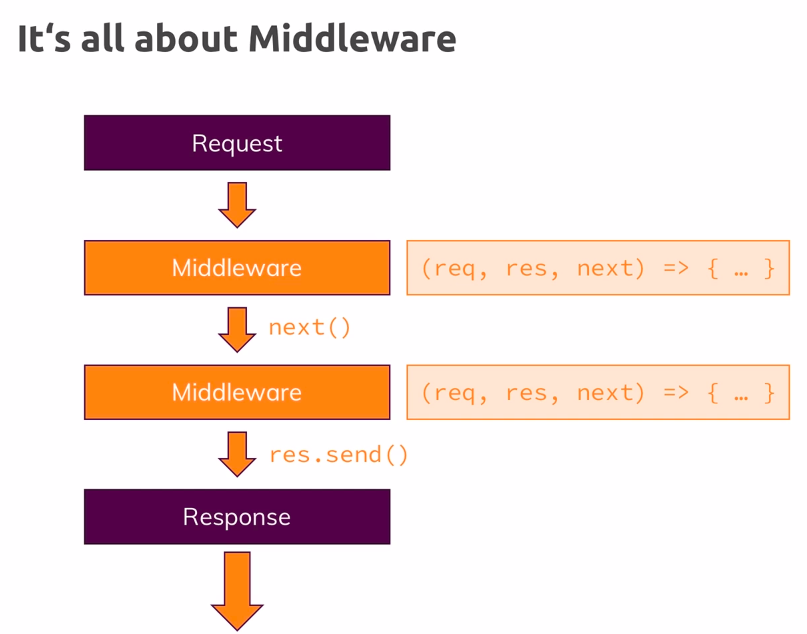 It‘s all about Middleware
Request
Middleware
(req, res, next) => { … }
next()
Middleware
(req, res, next) => { … }
res.send()
Response